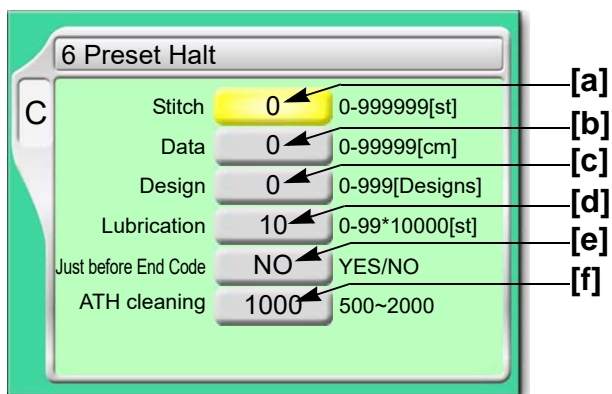 6 Preset Halt
C
Stitch 0 0-999999[st] [a]
Data 0 0-99999[cm] [b]
Design 0 0-999[Designs] [c]
Lubrication 10 0-99*10000[st] [d]
Just before End Code NO YES/NO [e]
ATH cleaning 1000 500~2000 [f]